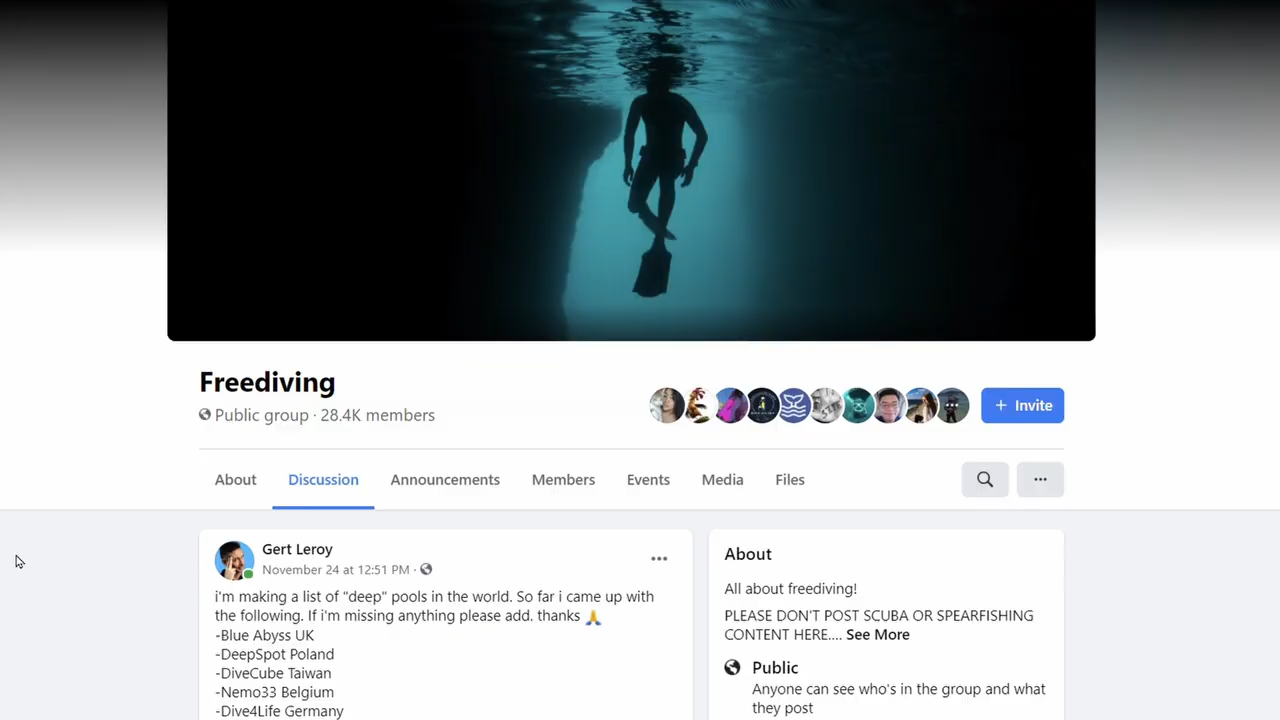 Freediving
Public group · 28.4K members
+ Invite
About
Discussion
Announcements
Members
Events
Media
Files
Gert Leroy
November 24 at 12:51 PM ·
i'm making a list of "deep" pools in the world. So far i came up with
the following. If i'm missing anything please add. thanks 🙏
-Blue Abyss UK
-DeepSpot Poland
-DiveCube Taiwan
-Nemo33 Belgium
-Dive4Life Germany
About
All about freediving!
PLEASE DON'T POST SCUBA OR SPEARFISHING
CONTENT HERE.... See More
Public
Anyone can see who's in the group and what
they post